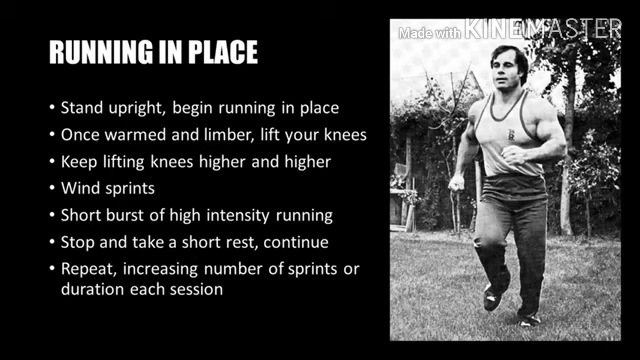 Made with KINEMASTER
RUNNING IN PLACE
• Stand upright, begin running in place
• Once warmed and limber, lift your knees
• Keep lifting knees higher and higher
• Wind sprints
• Short burst of high intensity running
• Stop and take a short rest, continue
• Repeat, increasing number of sprints or
duration each session